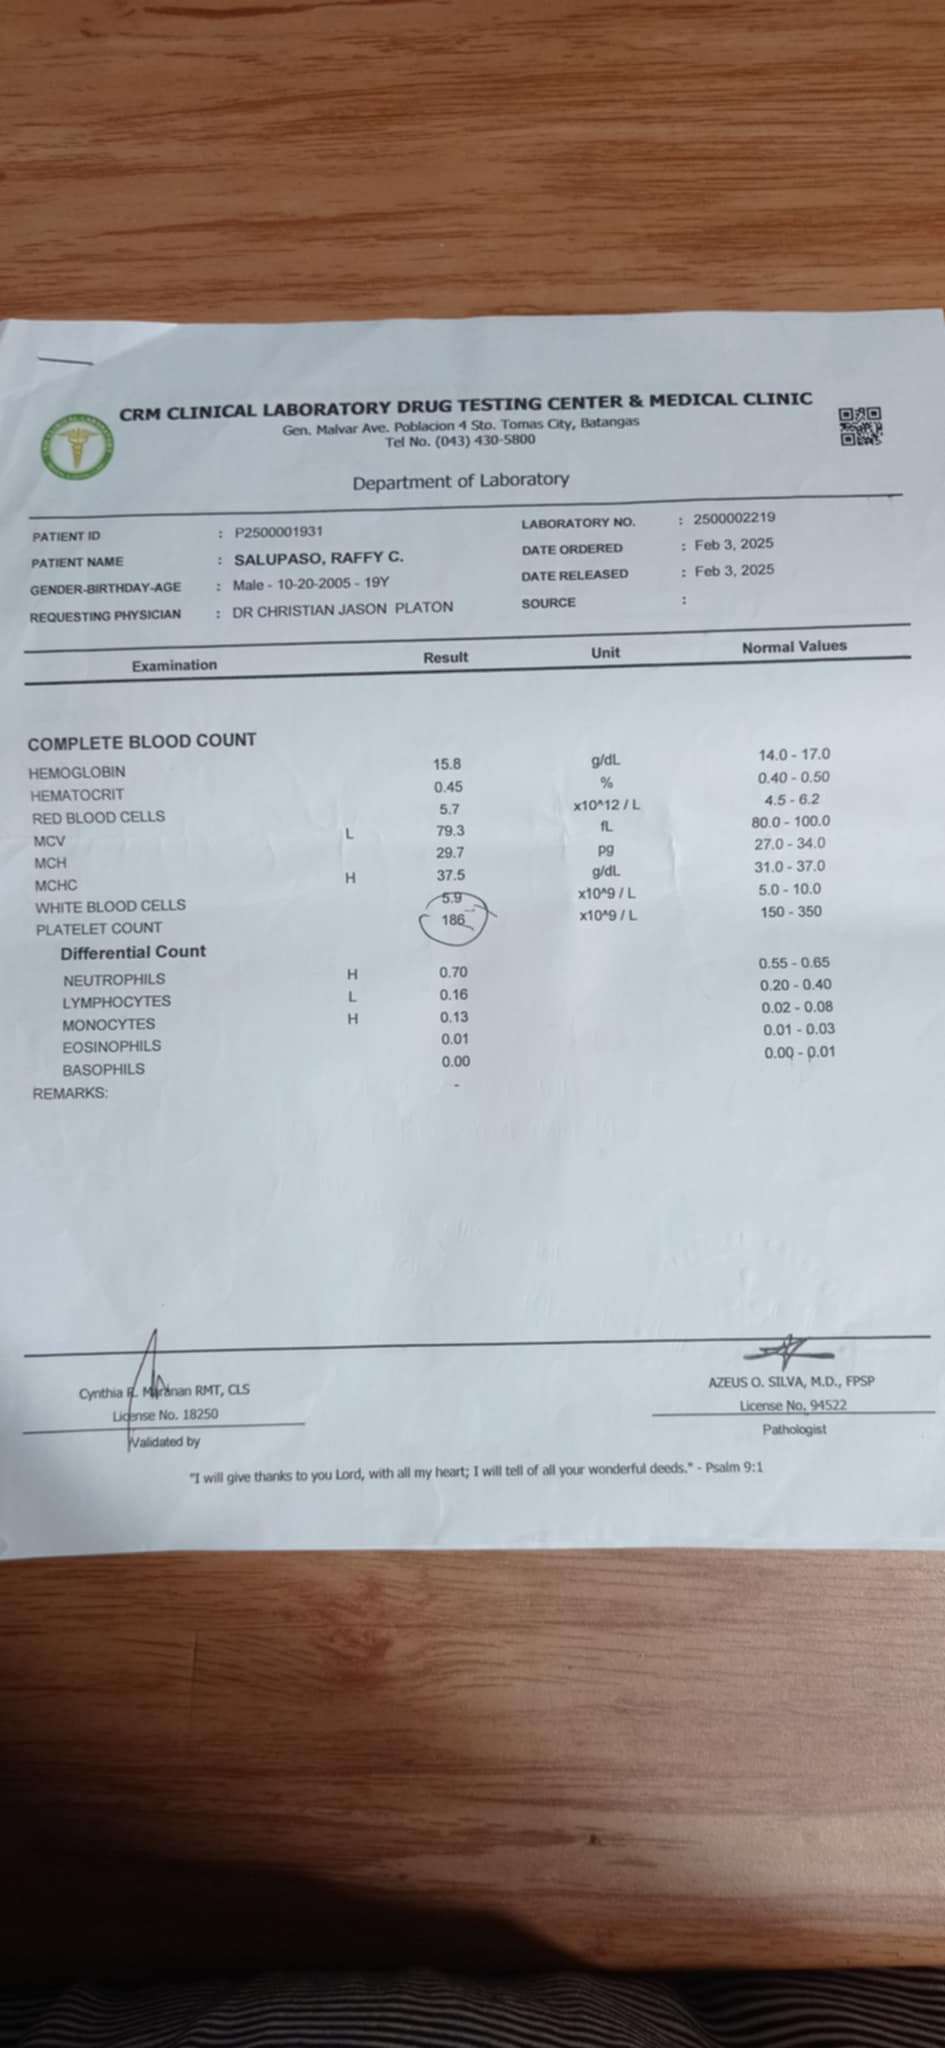 CRM CLINICAL LABORATORY DRUG TESTING CENTER & MEDICAL CLINIC
Gen. Malvar Ave. Poblacion 4 Sto. Tomas City, Batangas
Tel No. (043) 430-5800
Department of Laboratory
PATIENT ID : P2500001931 LABORATORY NO. : 2500002219
PATIENT NAME : SALUPASO, RAFFY C. DATE ORDERED : Feb 3, 2025
GENDER-BIRTHDAY-AGE : Male - 10-20-2005 - 19Y DATE RELEASED : Feb 3, 2025
REQUESTING PHYSICIAN : DR CHRISTIAN JASON PLATON SOURCE :
Examination Result Unit Normal Values
COMPLETE BLOOD COUNT
HEMOGLOBIN 15.8 g/dL 14.0 - 17.0
HEMATOCRIT 0.45 % 0.40 - 0.50
RED BLOOD CELLS 5.7 x10^12 / L 4.5 - 6.2
MCV L 79.3 fL 80.0 - 100.0
MCH 29.7 pg 27.0 - 34.0
MCHC H 37.5 g/dL 31.0 - 37.0
WHITE BLOOD CELLS 5.9 x10^9 / L 5.0 - 10.0
PLATELET COUNT 186 x10^9 / L 150 - 350
Differential Count
NEUTROPHILS H 0.70 0.55 - 0.65
LYMPHOCYTES L 0.16 0.20 - 0.40
MONOCYTES H 0.13 0.02 - 0.08
EOSINOPHILS 0.01 0.01 - 0.03
BASOPHILS 0.00 0.00 - 0.01
REMARKS: -
Cynthia R. Maranan RMT, CLS AZEUS O. SILVA, M.D., FPSP
License No. 18250 License No. 94522
Validated by Pathologist
"I will give thanks to you Lord, with all my heart; I will tell of all your wonderful deeds." - Psalm 9:1